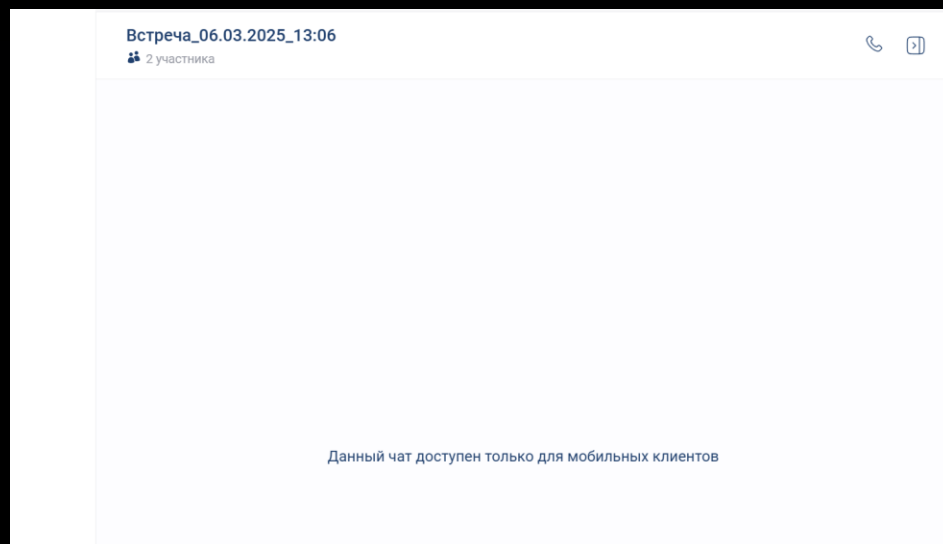 Встреча_06.03.2025_13:06
2 участника
Данный чат доступен только для мобильных клиентов